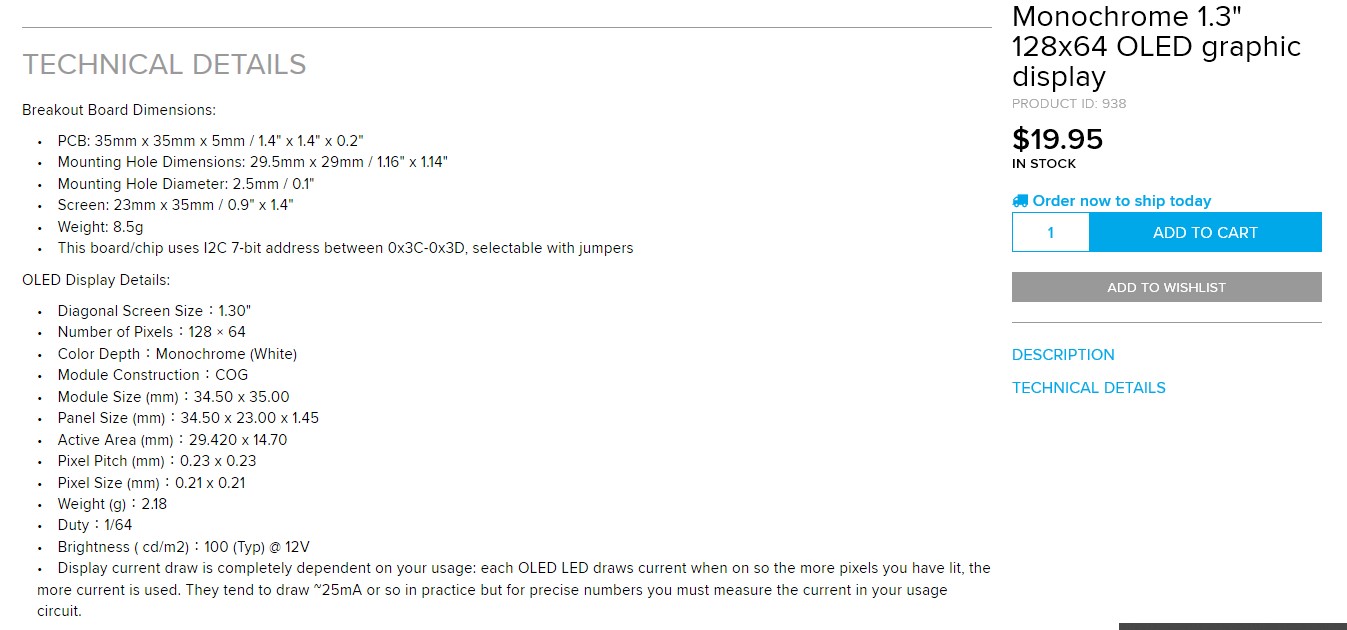 TECHNICAL DETAILS
Breakout Board Dimensions:
• PCB: 35mm x 35mm x 5mm / 1.4" x 1.4" x 0.2"
• Mounting Hole Dimensions: 29.5mm x 29mm / 1.16" x 1.14"
• Mounting Hole Diameter: 2.5mm / 0.1"
• Screen: 23mm x 35mm / 0.9" x 1.4"
• Weight: 8.5g
• This board/chip uses I2C 7-bit address between 0x3C-0x3D, selectable with jumpers
OLED Display Details:
• Diagonal Screen Size：1.30"
• Number of Pixels：128 × 64
• Color Depth：Monochrome (White)
• Module Construction：COG
• Module Size (mm)：34.50 x 35.00
• Panel Size (mm)：34.50 x 23.00 x 1.45
• Active Area (mm)：29.420 x 14.70
• Pixel Pitch (mm)：0.23 x 0.23
• Pixel Size (mm)：0.21 x 0.21
• Weight (g)：2.18
• Duty：1/64
• Brightness ( cd/m2)：100 (Typ) @ 12V
• Display current draw is completely dependent on your usage: each OLED LED draws current when on so the more pixels you have lit, the
more current is used. They tend to draw ~25mA or so in practice but for precise numbers you must measure the current in your usage
circuit.
Monochrome 1.3"
128x64 OLED graphic
display
PRODUCT ID: 938
$19.95
IN STOCK
Order now to ship today
1 ADD TO CART
ADD TO WISHLIST
DESCRIPTION
TECHNICAL DETAILS